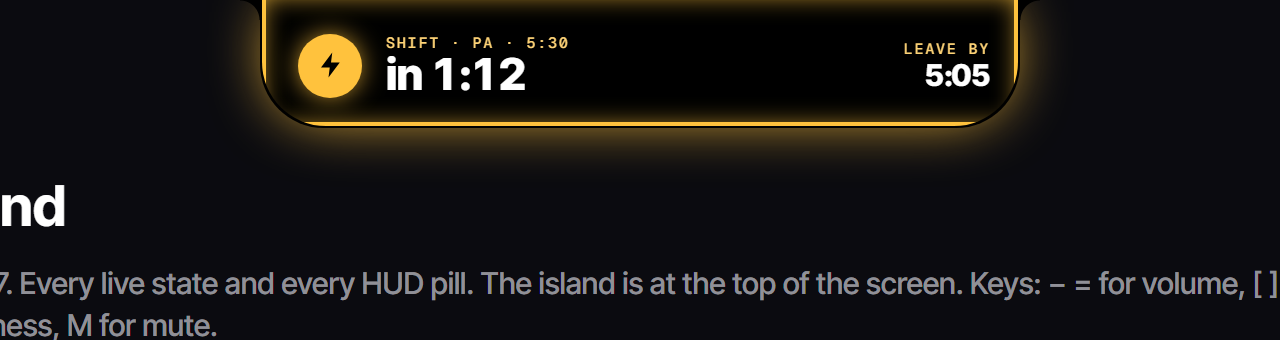 SHIFT · PA · 5:30
in 1:12
LEAVE BY
5:05
nd
7. Every live state and every HUD pill. The island is at the top of the screen. Keys: − = for volume, [ ]
ness, M for mute.